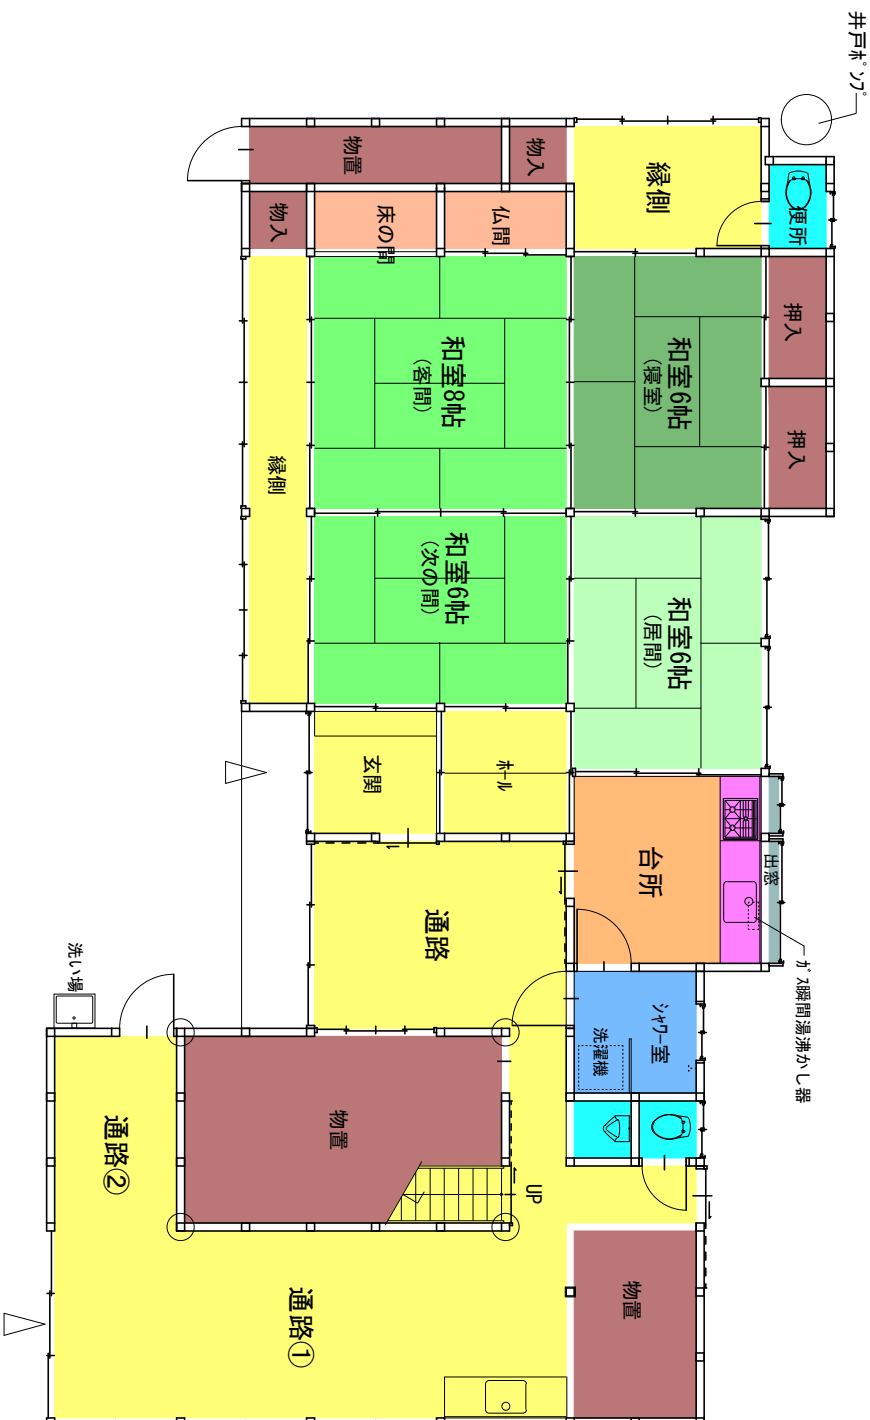 井戸ﾎﾟﾝﾌﾟ
便所
押入
押入
出窓
ｶﾞｽ瞬間湯沸かし器
縁側
和室6帖
(寝室)
和室6帖
(居間)
台所
ｼｬﾜｰ室
洗濯機
物置
物入
仏間
和室8帖
(客間)
和室6帖
(次の間)
ﾎｰﾙ
通路
UP
物置
床の間
玄関
物置
通路①
物入
縁側
通路②
洗い場